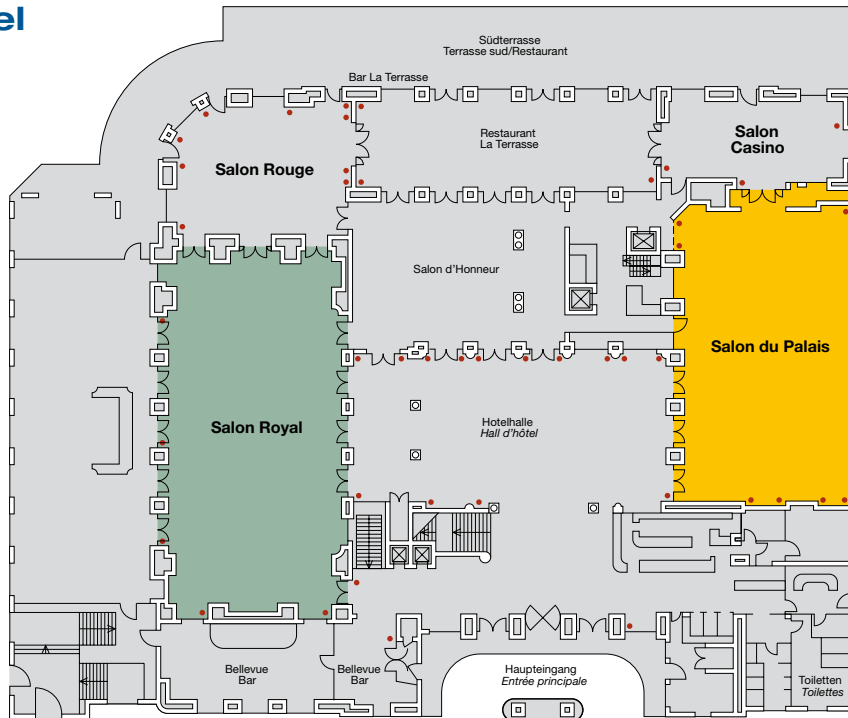 el
Südterrasse
Terrasse sud/Restaurant
Bar La Terrasse
Restaurant
La Terrasse
Salon
Casino
Salon Rouge
Salon d'Honneur
Salon du Palais
Salon Royal
Hotelhalle
Hall d'hôtel
Bellevue
Bar
Bellevue
Bar
Haupteingang
Entrée principale
Toiletten
Toilettes